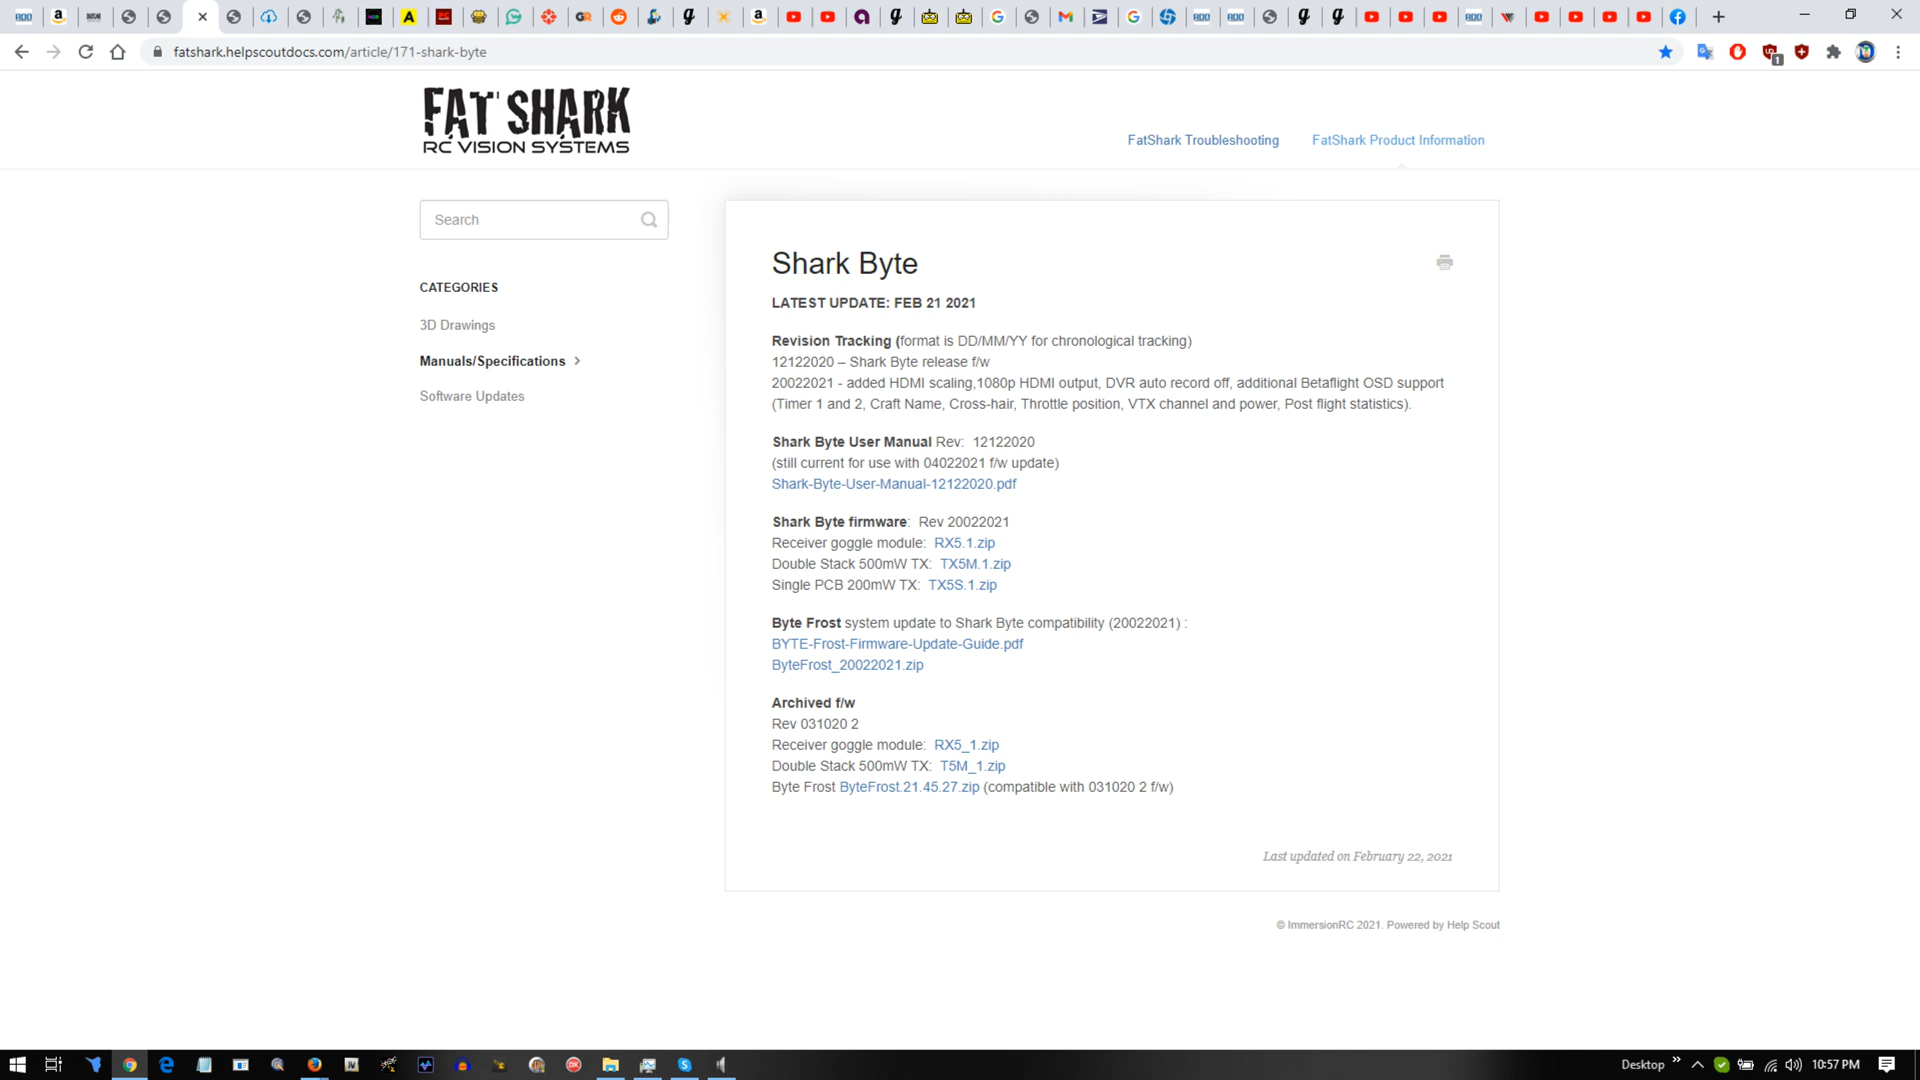 fatshark.helpscoutdocs.com/article/171-shark-byte
1
FAT SHARK
RC VISION SYSTEMS
FatShark Troubleshooting
FatShark Product Information
Search
CATEGORIES
3D Drawings
Manuals/Specifications
Software Updates
Shark Byte
LATEST UPDATE: FEB 21 2021
Revision Tracking (format is DD/MM/YY for chronological tracking)
12122020 – Shark Byte release f/w
20022021 - added HDMI scaling,1080p HDMI output, DVR auto record off, additional Betaflight OSD support
(Timer 1 and 2, Craft Name, Cross-hair, Throttle position, VTX channel and power, Post flight statistics).
Shark Byte User Manual Rev: 12122020
(still current for use with 04022021 f/w update)
Shark-Byte-User-Manual-12122020.pdf
Shark Byte firmware: Rev 20022021
Receiver goggle module: RX5.1.zip
Double Stack 500mW TX: TX5M.1.zip
Single PCB 200mW TX: TX5S.1.zip
Byte Frost system update to Shark Byte compatibility (20022021) :
BYTE-Frost-Firmware-Update-Guide.pdf
ByteFrost_20022021.zip
Archived f/w
Rev 031020 2
Receiver goggle module: RX5_1.zip
Double Stack 500mW TX: T5M_1.zip
Byte Frost ByteFrost.21.45.27.zip (compatible with 031020 2 f/w)
Last updated on February 22, 2021
© ImmersionRC 2021. Powered by Help Scout
Desktop
10:57 PM